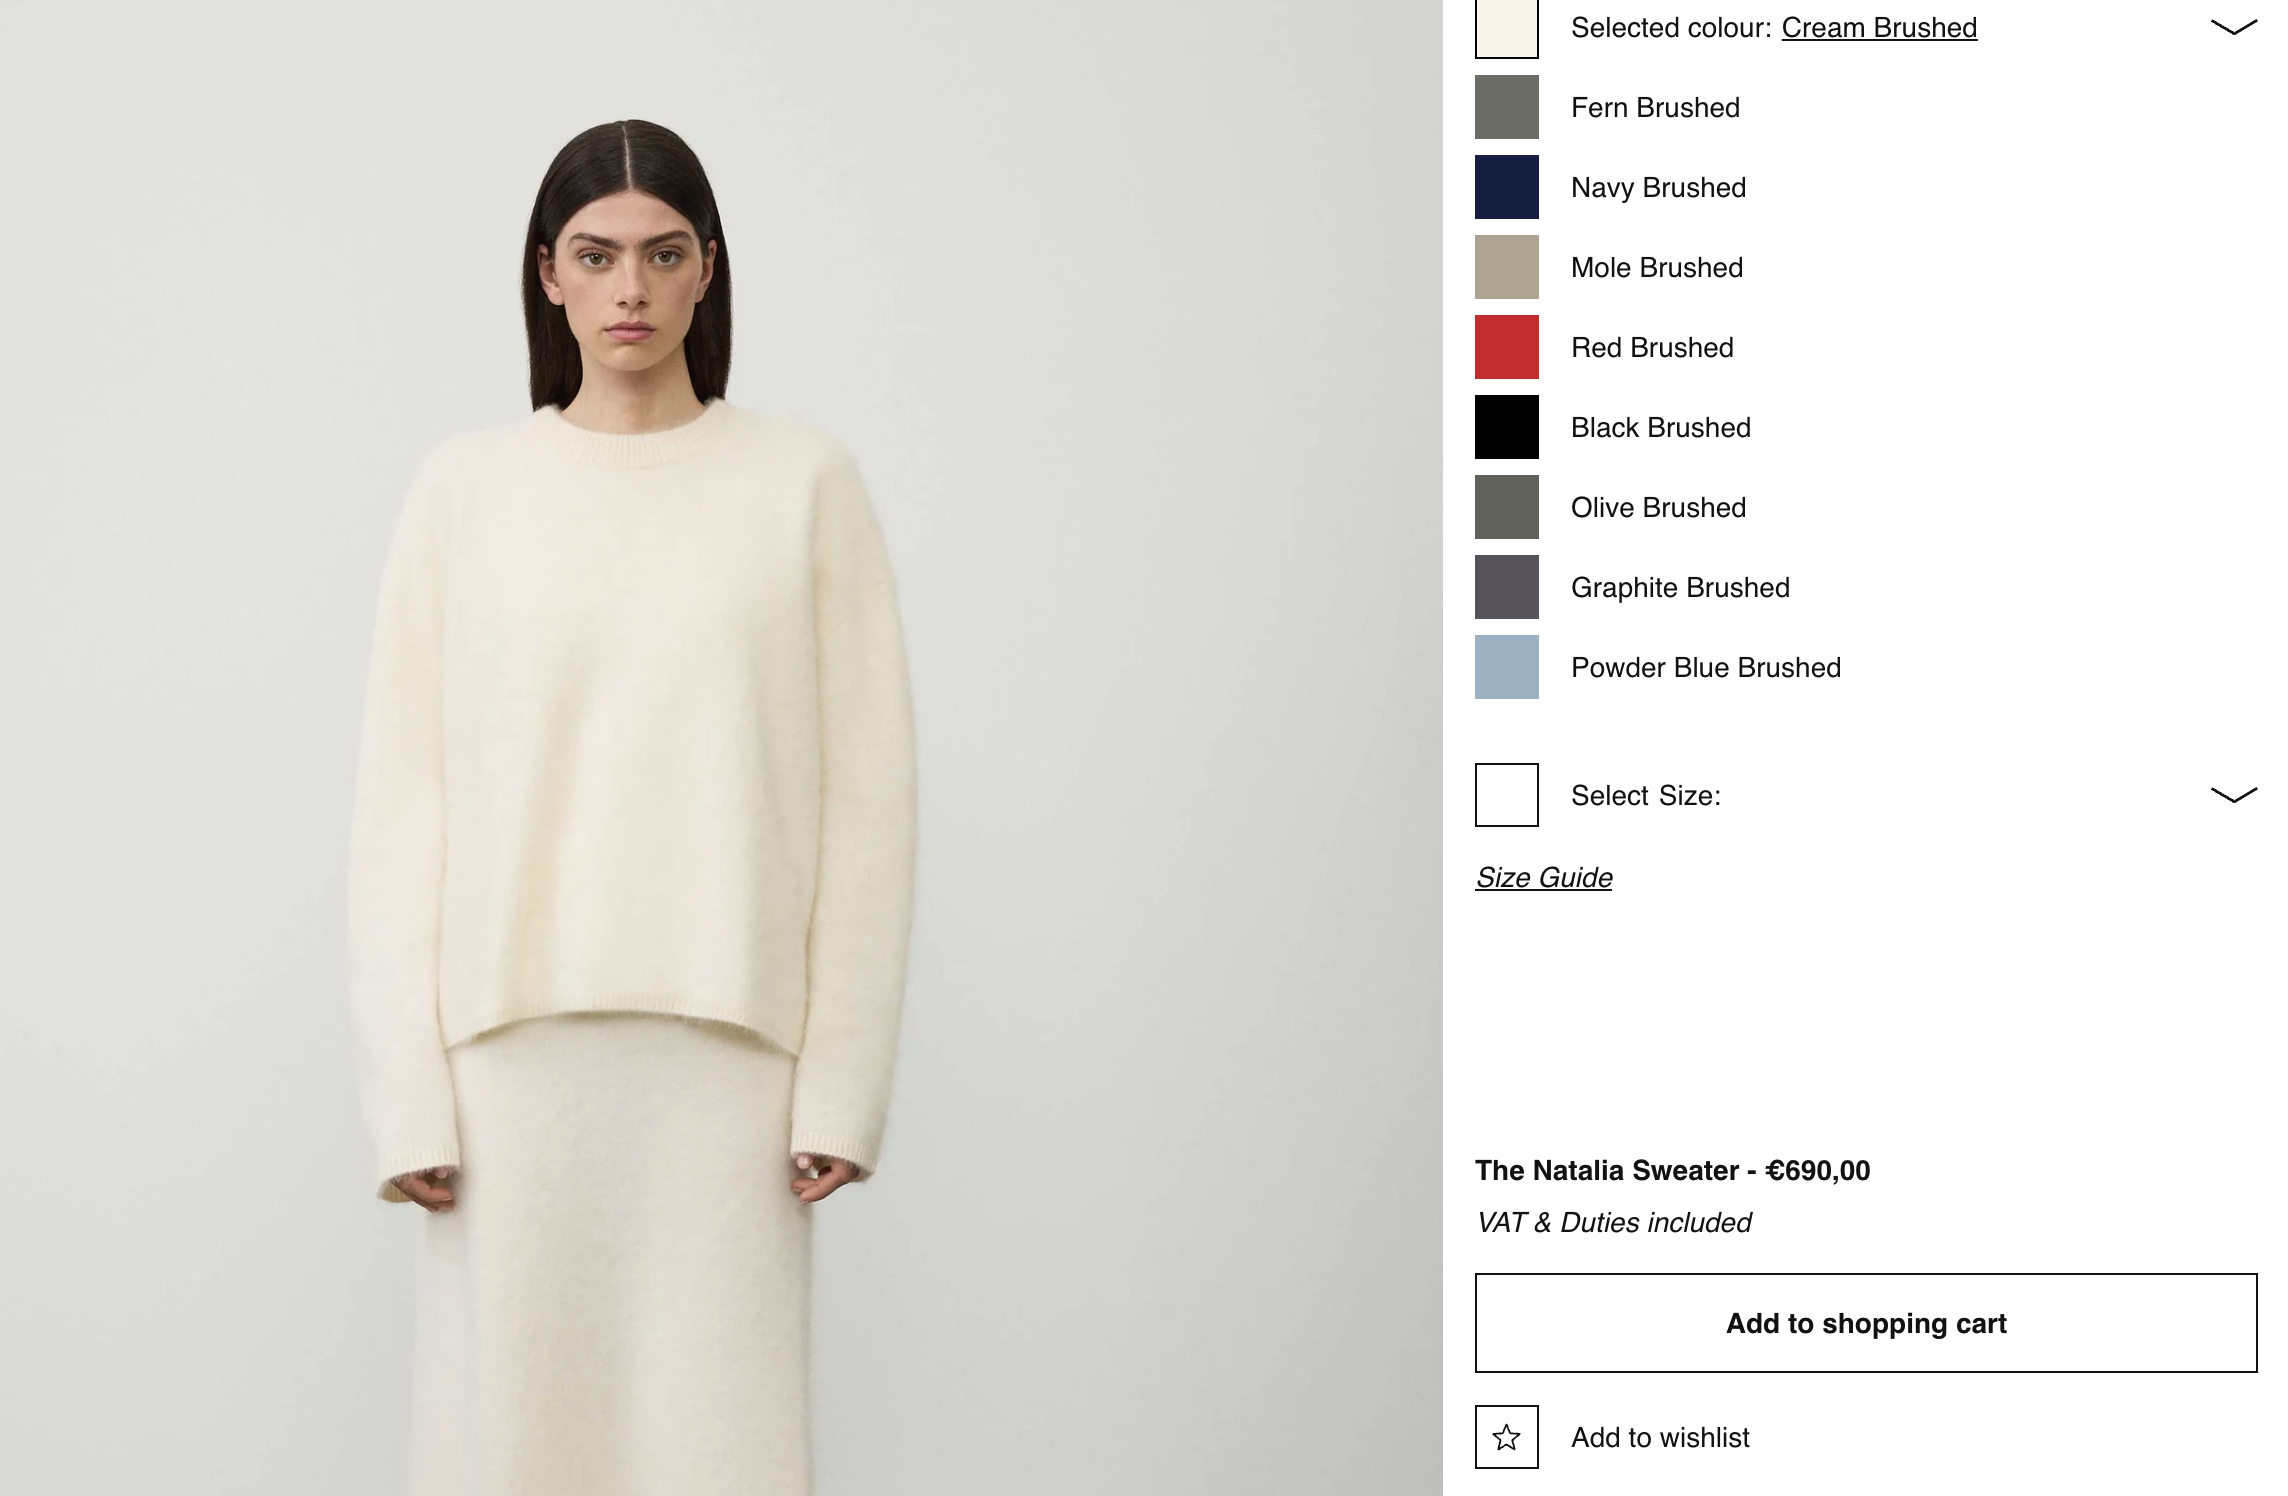 Selected colour: Cream Brushed
Fern Brushed
Navy Brushed
Mole Brushed
Red Brushed
Black Brushed
Olive Brushed
Graphite Brushed
Powder Blue Brushed
Select Size:
Size Guide
The Natalia Sweater - €690,00
VAT & Duties included
Add to shopping cart
Add to wishlist